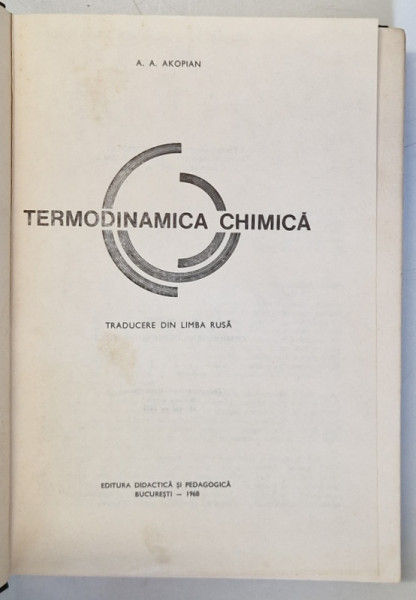 A. A. AKOPIAN
TERMODINAMICA CHIMICĂ
TRADUCERE DIN LIMBA RUSĂ
EDITURA DIDACTICĂ ȘI PEDAGOGICĂ
BUCUREȘTI — 1968